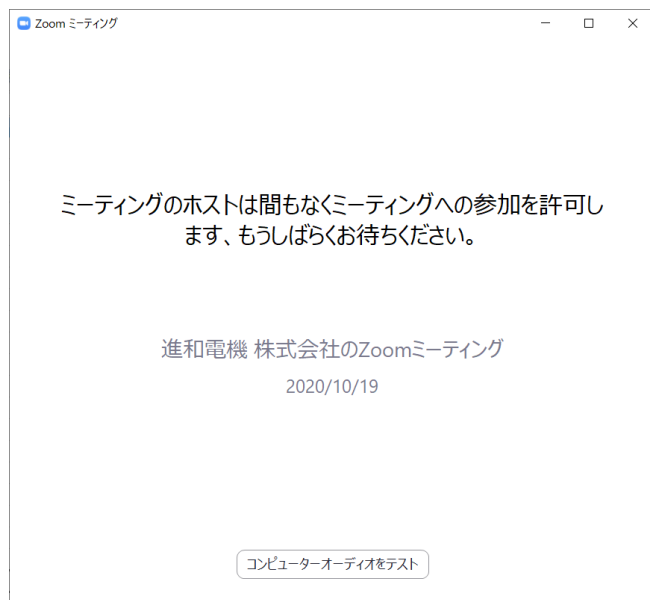 Zoom ミーティング
ミーティングのホストは間もなくミーティングへの参加を許可し
ます、もうしばらくお待ちください。
進和電機 株式会社のZoomミーティング
2020/10/19
コンピューターオーディオをテスト